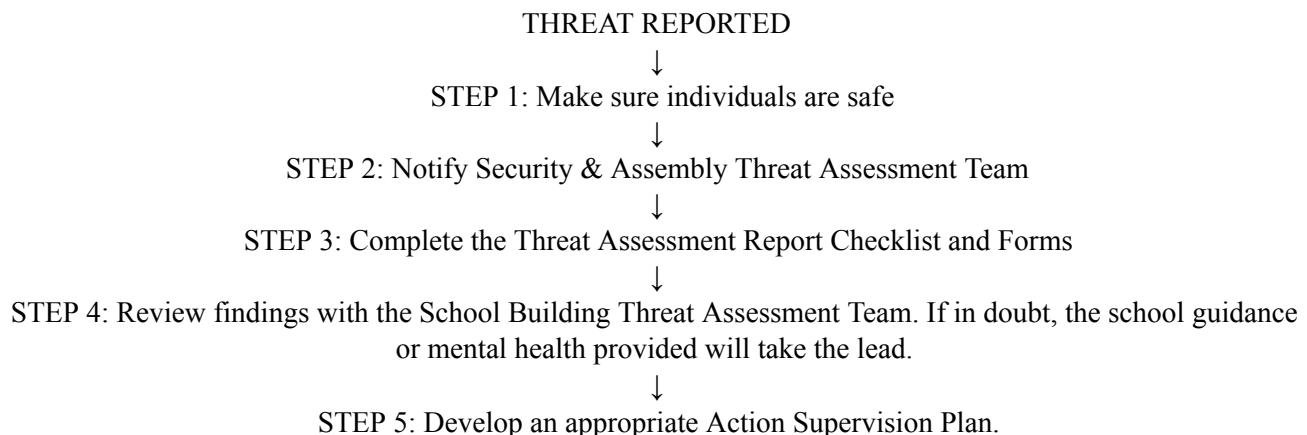 THREAT REPORTED
↓
STEP 1: Make sure individuals are safe
↓
STEP 2: Notify Security & Assembly Threat Assessment Team
↓
STEP 3: Complete the Threat Assessment Report Checklist and Forms
↓
STEP 4: Review findings with the School Building Threat Assessment Team. If in doubt, the school guidance
or mental health provided will take the lead.
↓
STEP 5: Develop an appropriate Action Supervision Plan.